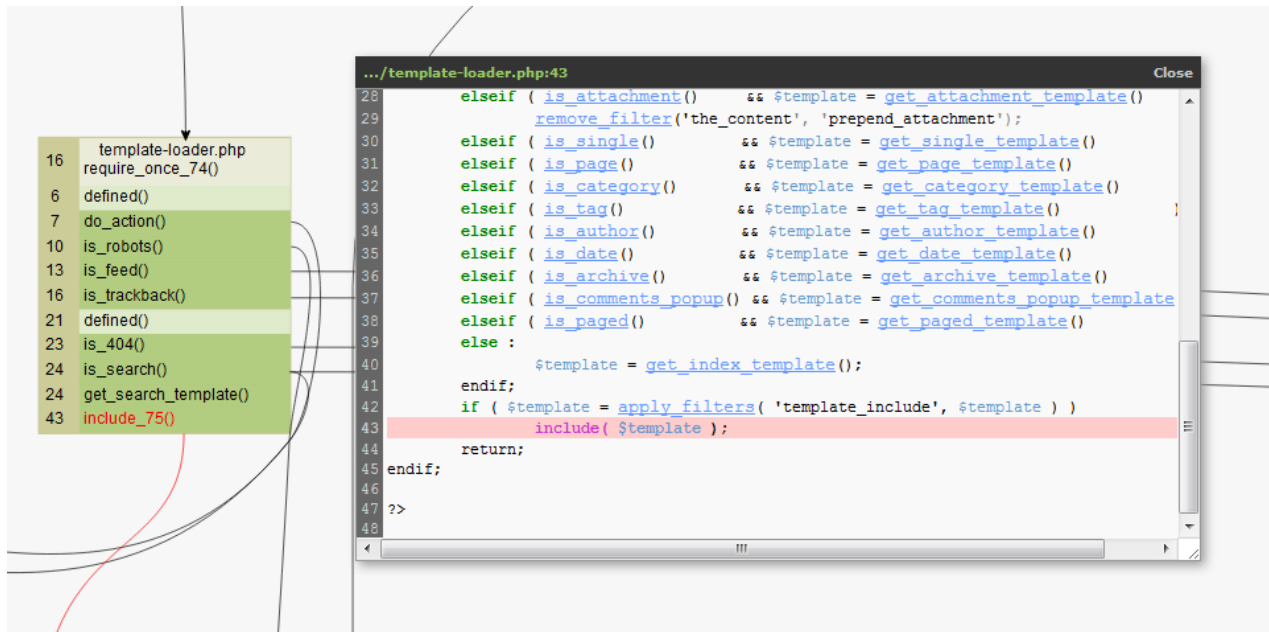 16 template-loader.php
require_once_74()
6 defined()
7 do_action()
10 is_robots()
13 is_feed()
16 is_trackback()
21 defined()
23 is_404()
24 is_search()
24 get_search_template()
43 include_75()
.../template-loader.php:43 Close
28 elseif ( is_attachment() && $template = get_attachment_template()
29 remove_filter('the_content', 'prepend_attachment');
30 elseif ( is_single() && $template = get_single_template()
31 elseif ( is_page() && $template = get_page_template()
32 elseif ( is_category() && $template = get_category_template()
33 elseif ( is_tag() && $template = get_tag_template() )
34 elseif ( is_author() && $template = get_author_template()
35 elseif ( is_date() && $template = get_date_template()
36 elseif ( is_archive() && $template = get_archive_template()
37 elseif ( is_comments_popup() && $template = get_comments_popup_template
38 elseif ( is_paged() && $template = get_paged_template()
39 else :
40 $template = get_index_template();
41 endif;
42 if ( $template = apply_filters( 'template_include', $template ) )
43 include( $template );
44 return;
45 endif;
46
47 ?>
48